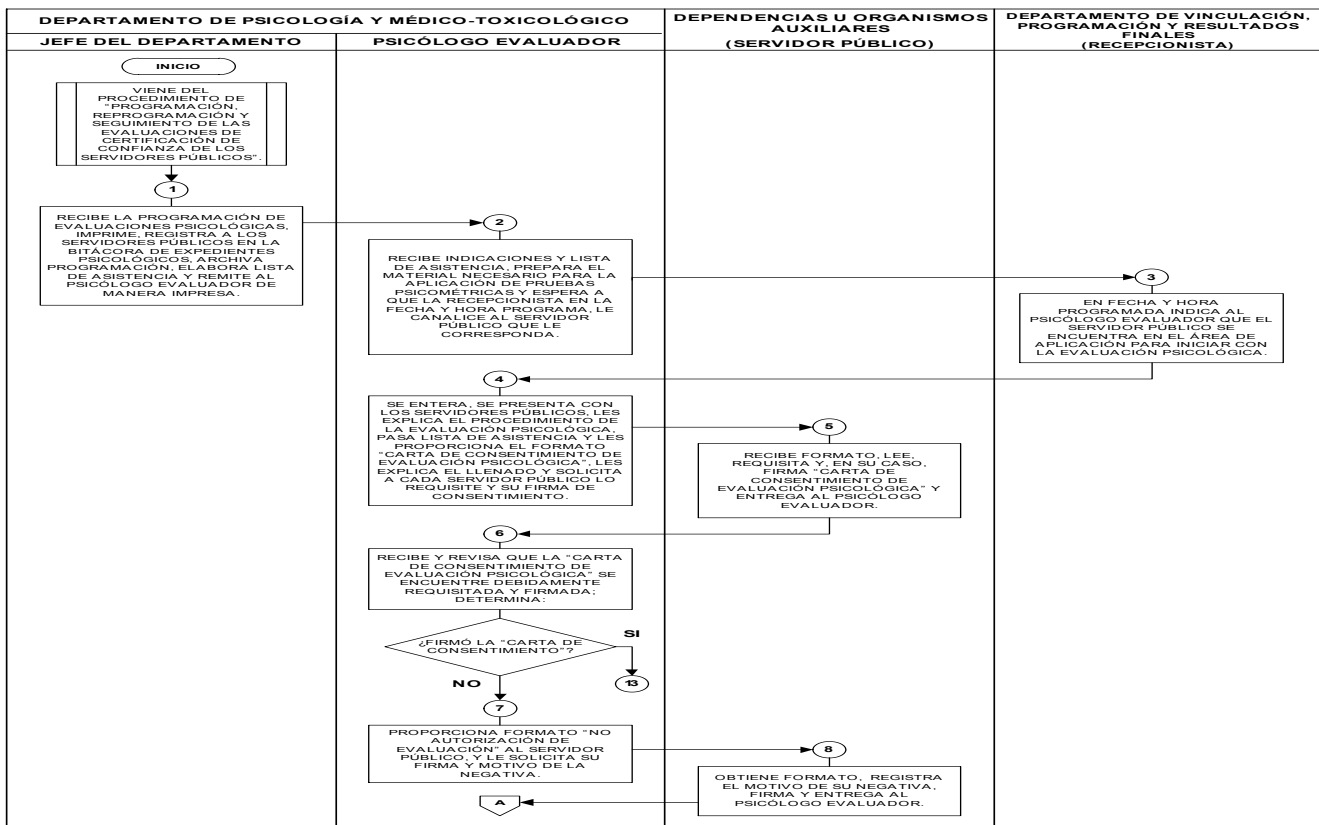 DEPARTAMENTO DE PSICOLOGÍA Y MÉDICO-TOXICOLÓGICO
JEFE DEL DEPARTAMENTO
PSICÓLOGO EVALUADOR
DEPENDENCIAS U ORGANISMOS
AUXILIARES
(SERVIDOR PÚBLICO)
DEPARTAMENTO DE VINCULACIÓN,
PROGRAMACIÓN Y RESULTADOS
FINALES
(RECEPCIONISTA)
INICIO
VIENE DEL
PROCEDIMIENTO DE
"PROGRAMACIÓN,
REPROGRAMACIÓN Y
SEGUIMIENTO DE LAS
EVALUACIONES DE
CERTIFICACIÓN DE
CONFIANZA DE LOS
SERVIDORES PÚBLICOS".
1
RECIBE LA PROGRAMACIÓN DE
EVALUACIONES PSICOLÓGICAS,
IMPRIME, REGISTRA A LOS
SERVIDORES PÚBLICOS EN LA
BITÁCORA DE EXPEDIENTES
PSICOLÓGICOS, ARCHIVA
PROGRAMACIÓN, ELABORA LISTA
DE ASISTENCIA Y REMITE AL
PSICÓLOGO EVALUADOR DE
MANERA IMPRESA.
2
RECIBE INDICACIONES Y LISTA
DE ASISTENCIA, PREPARA EL
MATERIAL NECESARIO PARA LA
APLICACIÓN DE PRUEBAS
PSICOMÉTRICAS Y ESPERA A
QUE LA RECEPCIONISTA EN LA
FECHA Y HORA PROGRAMA, LE
CANALICE AL SERVIDOR
PÚBLICO QUE LE
CORRESPONDA.
3
EN FECHA Y HORA
PROGRAMADA INDICA AL
PSICÓLOGO EVALUADOR QUE EL
SERVIDOR PÚBLICO SE
ENCUENTRA EN EL ÁREA DE
APLICACIÓN PARA INICIAR CON
LA EVALUACIÓN PSICOLÓGICA.
4
SE ENTERA, SE PRESENTA CON
LOS SERVIDORES PÚBLICOS, LES
EXPLICA EL PROCEDIMIENTO DE
LA EVALUACIÓN PSICOLÓGICA,
PASA LISTA DE ASISTENCIA Y LES
PROPORCIONA EL FORMATO
"CARTA DE CONSENTIMIENTO DE
EVALUACIÓN PSICOLÓGICA", LES
EXPLICA EL LLENADO Y SOLICITA
A CADA SERVIDOR PÚBLICO LO
REQUISITE Y SU FIRMA DE
CONSENTIMIENTO.
5
RECIBE FORMATO, LEE,
REQUISITA Y, EN SU CASO,
FIRMA "CARTA DE
CONSENTIMIENTO DE
EVALUACIÓN PSICOLÓGICA" Y
ENTREGA AL PSICÓLOGO
EVALUADOR.
6
RECIBE Y REVISA QUE LA "CARTA
DE CONSENTIMIENTO DE
EVALUACIÓN PSICOLÓGICA" SE
ENCUENTRE DEBIDAMENTE
REQUISITADA Y FIRMADA;
DETERMINA:
¿FIRMÓ LA "CARTA DE
CONSENTIMIENTO"?
SI
13
NO
7
PROPORCIONA FORMATO "NO
AUTORIZACIÓN DE
EVALUACIÓN" AL SERVIDOR
PÚBLICO, Y LE SOLICITA SU
FIRMA Y MOTIVO DE LA
NEGATIVA.
8
OBTIENE FORMATO, REGISTRA
EL MOTIVO DE SU NEGATIVA,
FIRMA Y ENTREGA AL
PSICÓLOGO EVALUADOR.
A